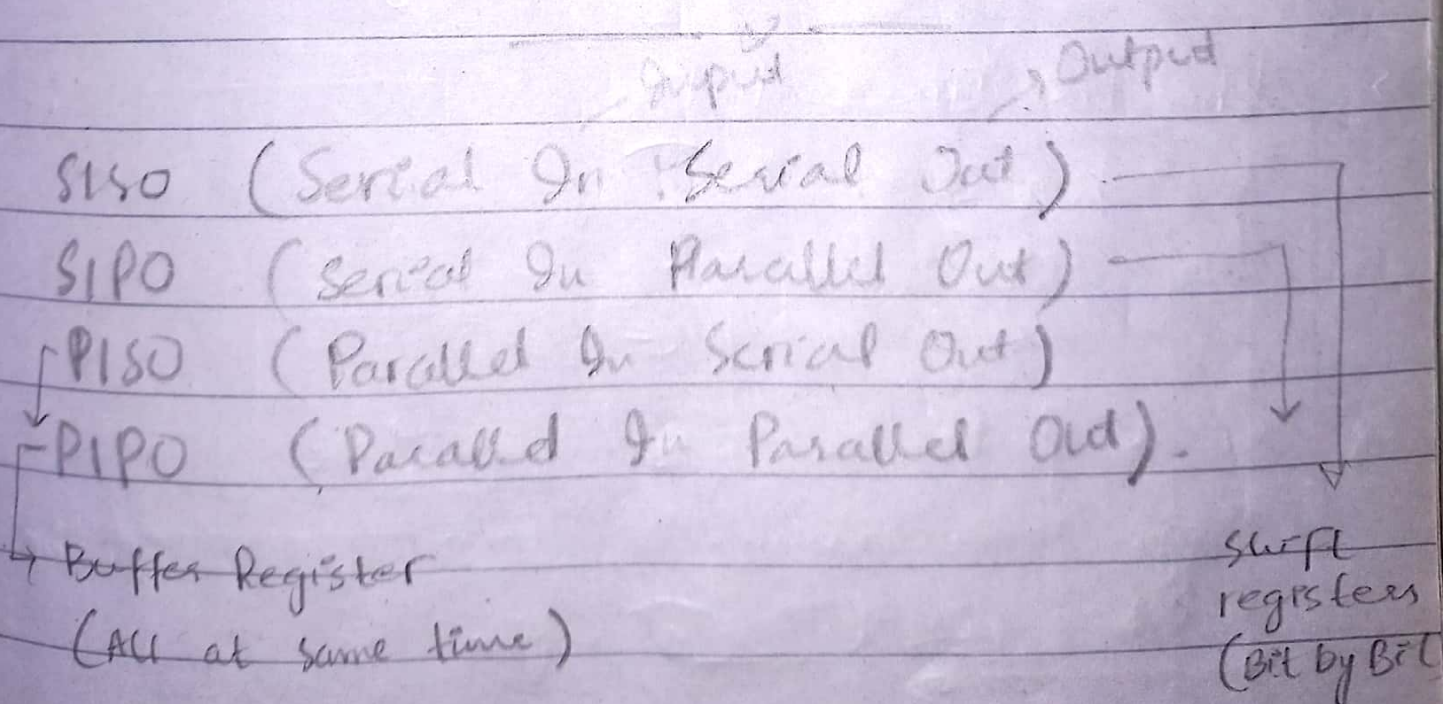 Input Output
SISO (Serial In Serial Out)
SIPO (Serial In Parallel Out)
PISO (Parallel In Serial Out)
PIPO (Parallel In Parallel Out).
Buffer Register
(All at same time)
shift
registers
(Bit by Bit